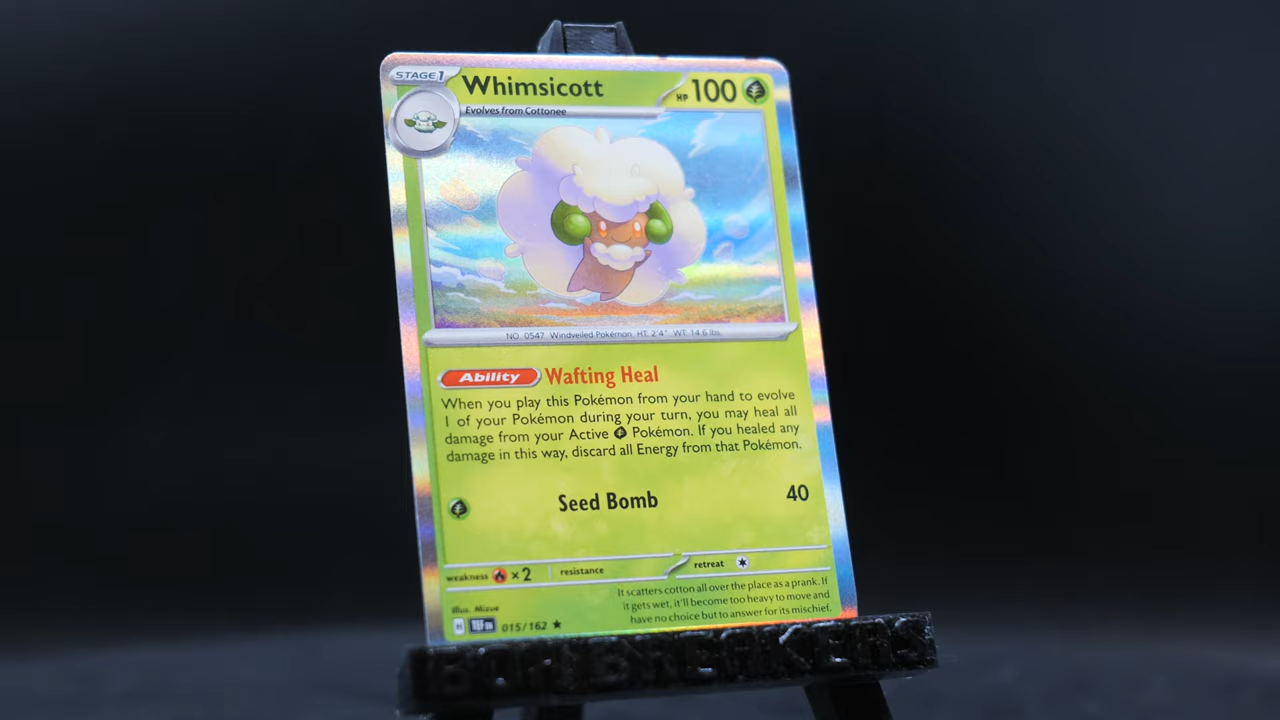 STAGE1
Whimsicott
HP 100
Evolves from Cottonee
NO. 0547 Windveiled Pokémon HT: 2'4" WT: 14.6 lbs.
Ability Wafting Heal
When you play this Pokémon from your hand to evolve
1 of your Pokémon during your turn, you may heal all
damage from your Active Pokémon. If you healed any
damage in this way, discard all Energy from that Pokémon.
Seed Bomb 40
weakness ×2 resistance retreat
It scatters cotton all over the place as a prank. If
it gets wet, it'll become too heavy to move and
have no choice but to answer for its mischief.
Illus. Mizue
H TEF EN 015/162